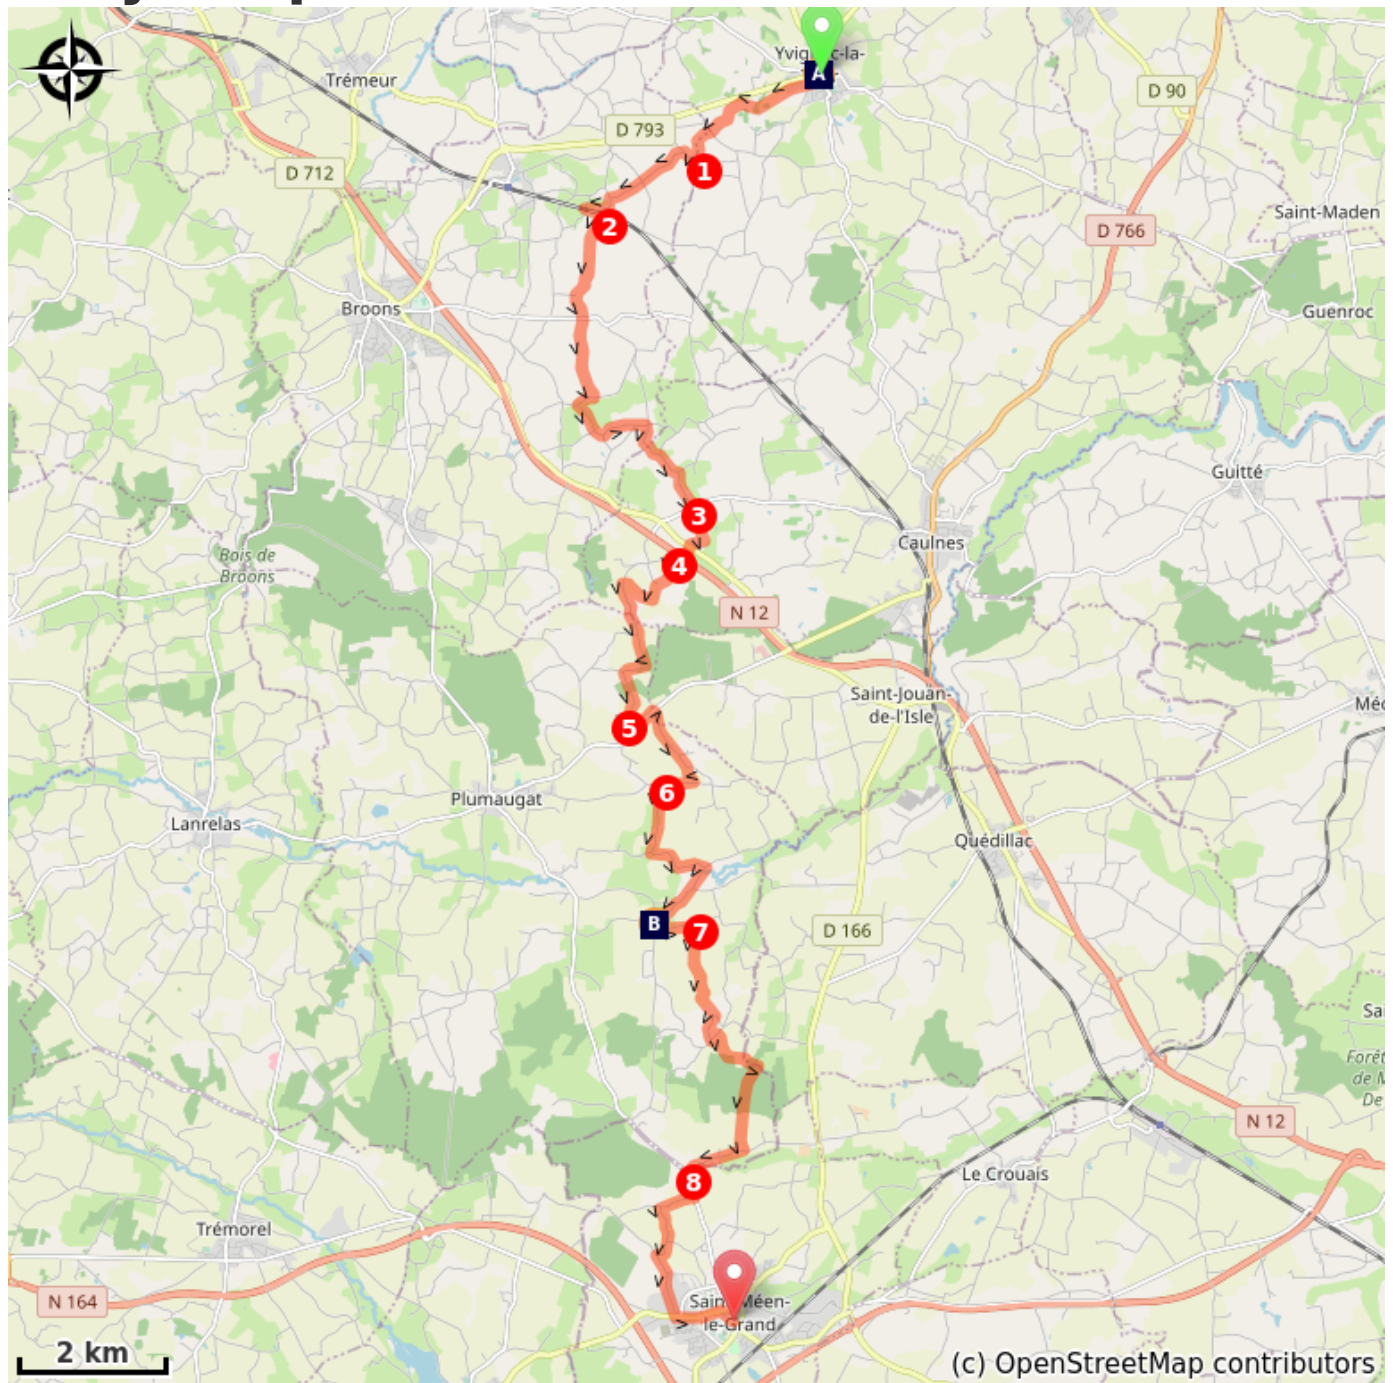 Trémeur
A
D 90
D 793
1
D 712
Saint-Maden
2
D 766
Broons
Guenroc
Guitté
3
Caulnes
Bois de
Broons
4
N 12
Saint-Jouan-
de-l'Isle
5
6
Plumaugat
Lanrelas
Quédillac
B
7
D 166
N 12
Le Crouais
8
Trémorel
N 164
le-Grand
2 km
(c) OpenStreetMap contributors